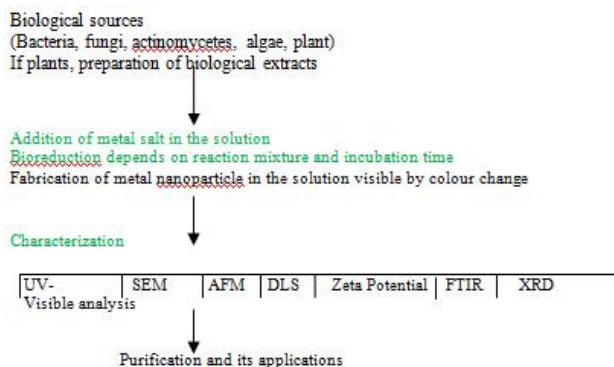 Biological sources
(Bacteria, fungi, actinomycetes, algae, plant)
If plants, preparation of biological extracts
Addition of metal salt in the solution
Bioreduction depends on reaction mixture and incubation time
Fabrication of metal nanoparticle in the solution visible by colour change
Characterization
UV- SEM AFM DLS Zeta Potential FTIR XRD
Visible analysis
Purification and its applications